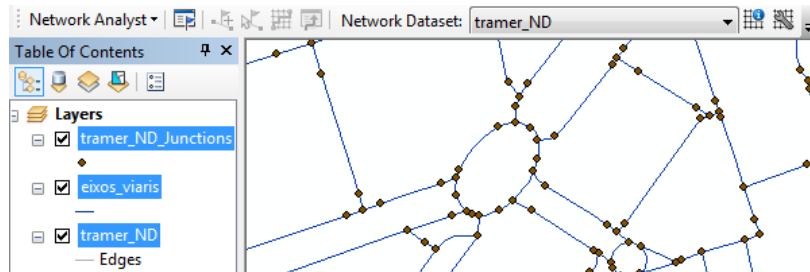 Network Analyst Network Dataset: tramer_ND
Table Of Contents
Layers
tramer_ND_Junctions
eixos_viaris
tramer_ND
Edges